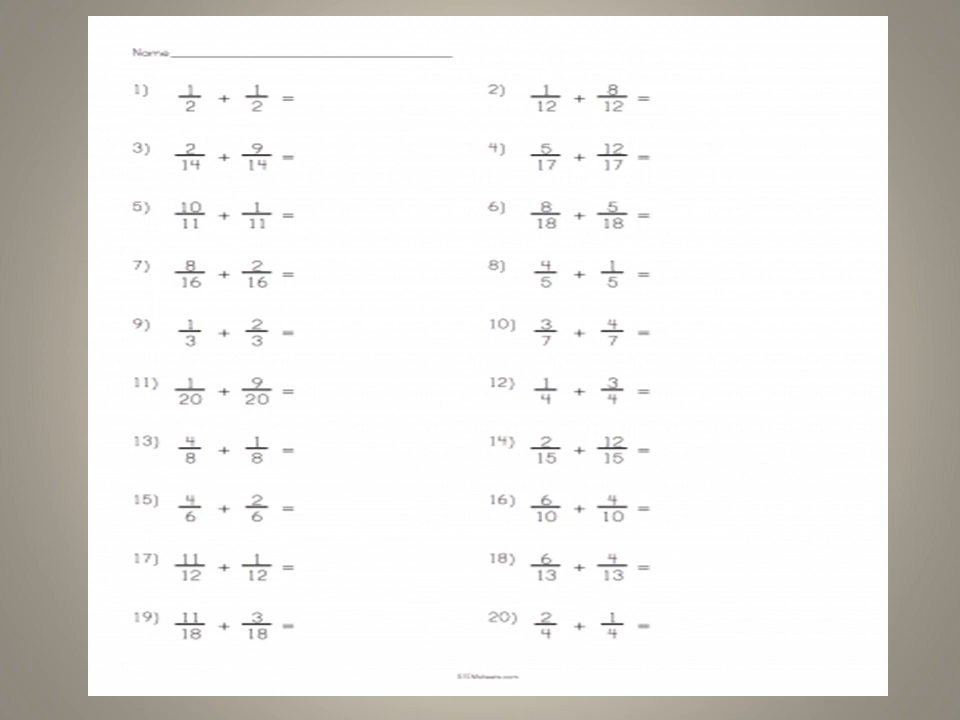 Name
1) 1/2 + 1/2 =
2) 1/12 + 8/12 =
3) 2/14 + 9/14 =
4) 5/17 + 12/17 =
5) 10/11 + 1/11 =
6) 8/18 + 5/18 =
7) 8/16 + 2/16 =
8) 4/5 + 1/5 =
9) 1/3 + 2/3 =
10) 3/7 + 4/7 =
11) 1/20 + 9/20 =
12) 1/4 + 3/4 =
13) 4/8 + 1/8 =
14) 2/15 + 12/15 =
15) 4/6 + 2/6 =
16) 6/10 + 4/10 =
17) 11/12 + 1/12 =
18) 6/13 + 4/13 =
19) 11/18 + 3/18 =
20) 2/4 + 1/4 =